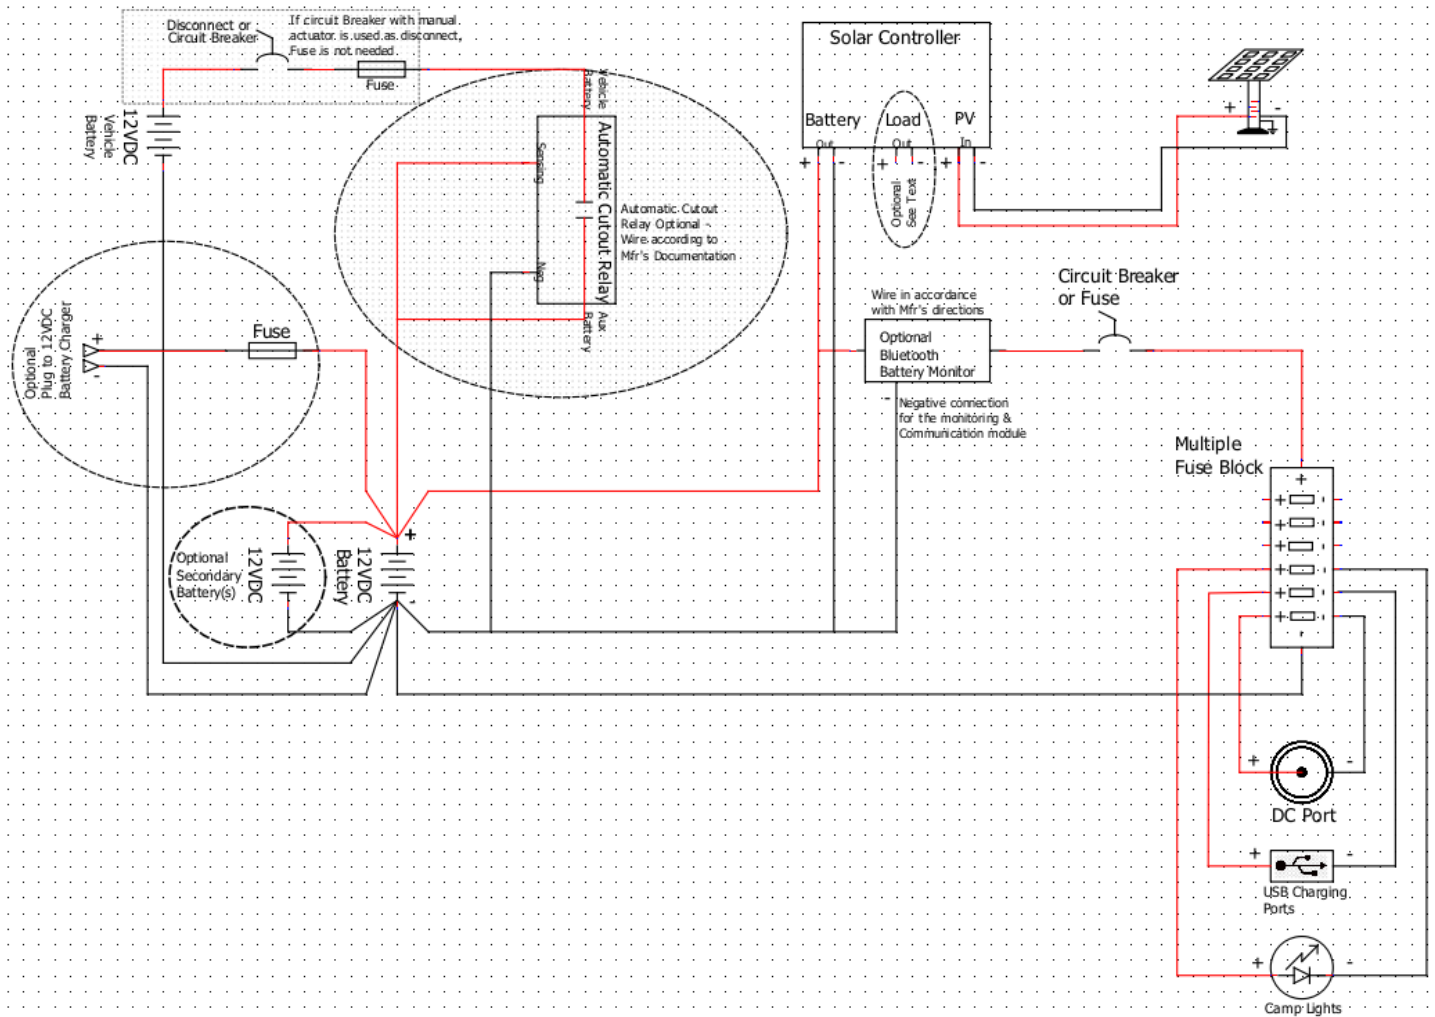 Disconnect or
Circuit Breaker
If circuit Breaker with manual
actuator is used as disconnect,
Fuse is not needed
Fuse
12VDC
Vehicle
Battery
Vehicle
Battery
Automatic Cutout Relay
Sensing
Neg
Aux
Battery
Automatic Cutout
Relay Optional -
Wire according to
Mfr's Documentation
Solar Controller
Battery
Load
PV
Out
Out
In
+
-
+
-
+
-
Optional
See Text
+
-
Optional
Plug to 12VDC
Battery Charger
+
-
Fuse
Wire in accordance
with Mfr's directions
Optional
Bluetooth
Battery Monitor
-
Negative connection
for the monitoring &
Communication module
Circuit Breaker
or Fuse
Multiple
Fuse Block
+
+ -
+ -
+ -
+ -
+ -
+ -
-
Optional
Secondary
Battery(s)
12VDC
12VDC
Battery
+
-
+
-
DC Port
+
-
USB Charging
Ports
+
-
Camp Lights